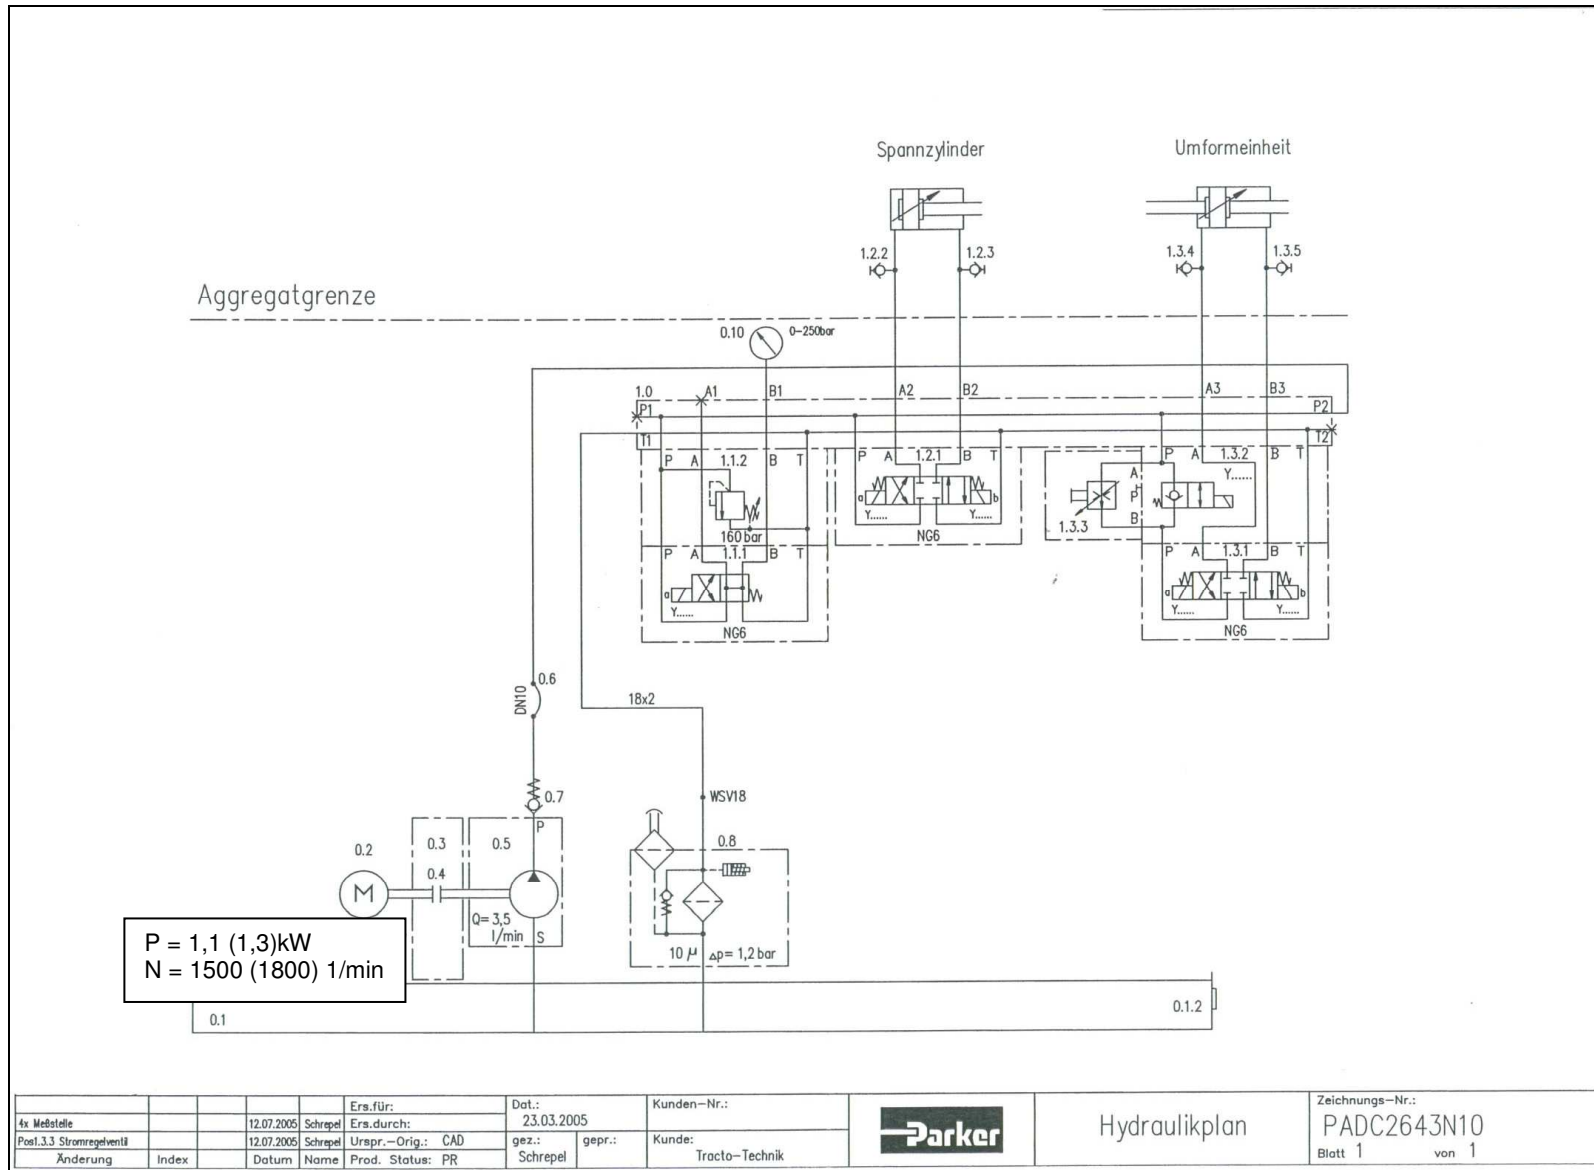 Spannzylinder
Umformeinheit
1.2.2
1.2.3
1.3.4
1.3.5
Aggregatgrenze
0.10
0-250bar
1.0
A1
B1
A2
B2
A3
B3
P1
P2
T1
T2
P A 1.1.2 B T
P A 1.2.1 B T
P A 1.3.2 B T
Y......
A
P
B
1.3.3
a
b
Y......
Y......
NG6
160 bar
P A 1.1.1 B T
a
Y......
NG6
P A 1.3.1 B T
a
b
Y......
Y......
NG6
DN10
0.6
18x2
0.7
WSV18
P
0.2
0.3
0.5
0.8
0.4
M
Q= 3,5
l/min
S
10 µ
Δp= 1,2 bar
P = 1,1 (1,3)kW
N = 1500 (1800) 1/min
0.1
0.1.2
4x Meßstelle
12.07.2005 Schrepel
Pos1.3.3 Stromregelventil
12.07.2005 Schrepel
Änderung
Index
Datum
Name
Ers.für:
Ers.durch:
Urspr.-Orig.: CAD
Prod. Status: PR
Dat.:
23.03.2005
gez.:
Schrepel
gepr.:
Kunden-Nr.:
Kunde:
Tracto-Technik
Parker
Hydraulikplan
Zeichnungs-Nr.:
PADC2643N10
Blatt 1 von 1